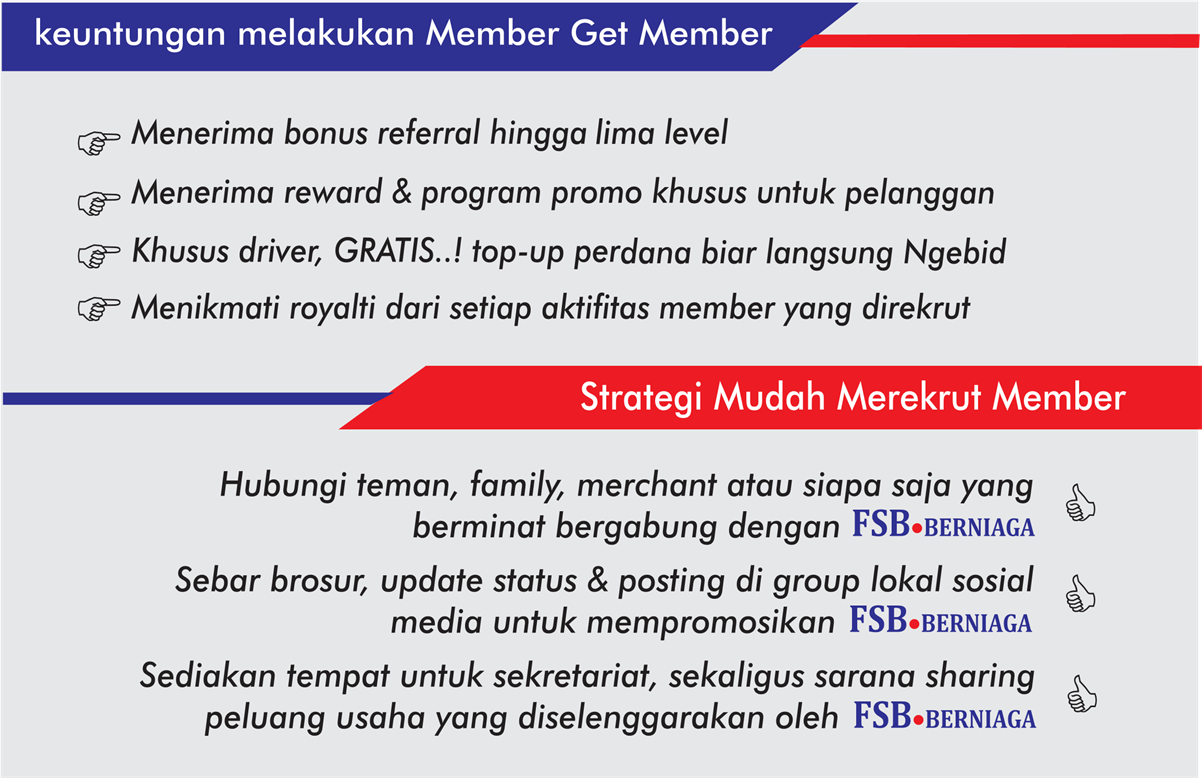 keuntungan melakukan Member Get Member
Menerima bonus referral hingga lima level
Menerima reward & program promo khusus untuk pelanggan
Khusus driver, GRATIS..! top-up perdana biar langsung Ngebid
Menikmati royalti dari setiap aktifitas member yang direkrut
Strategi Mudah Merekrut Member
Hubungi teman, family, merchant atau siapa saja yang
berminat bergabung dengan FSB•BERNIAGA
Sebar brosur, update status & posting di group lokal sosial
media untuk mempromosikan FSB•BERNIAGA
Sediakan tempat untuk sekretariat, sekaligus sarana sharing
peluang usaha yang diselenggarakan oleh FSB•BERNIAGA